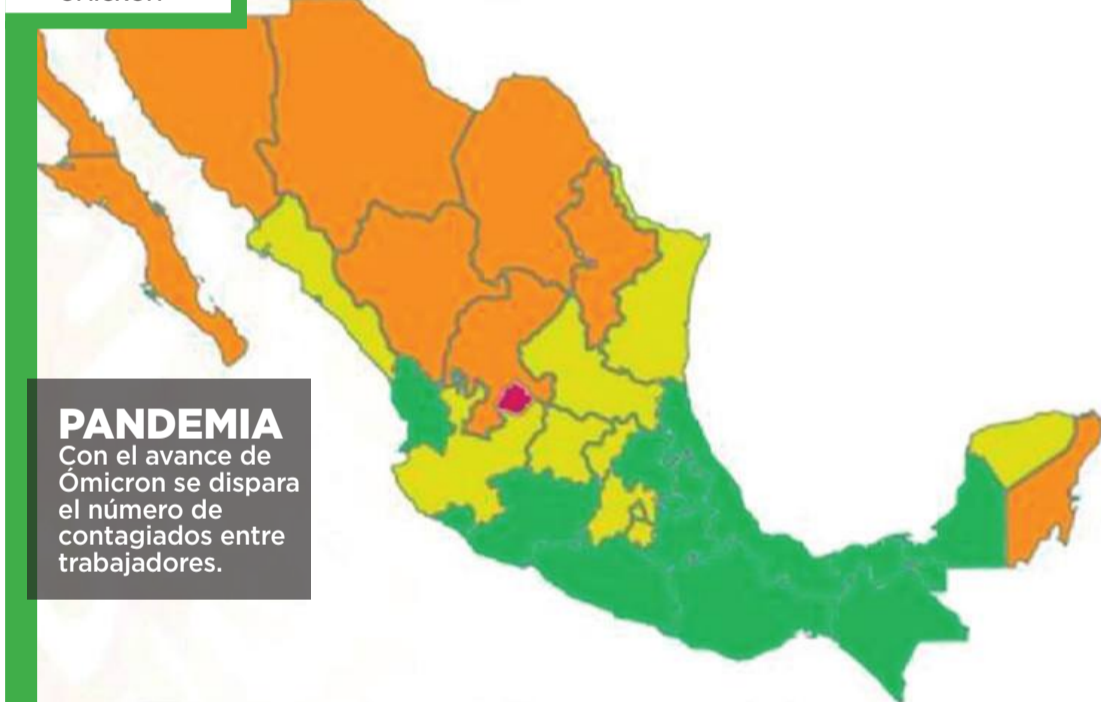 PANDEMIA
Con el avance de
Ómicron se dispara
el número de
contagiados entre
trabajadores.